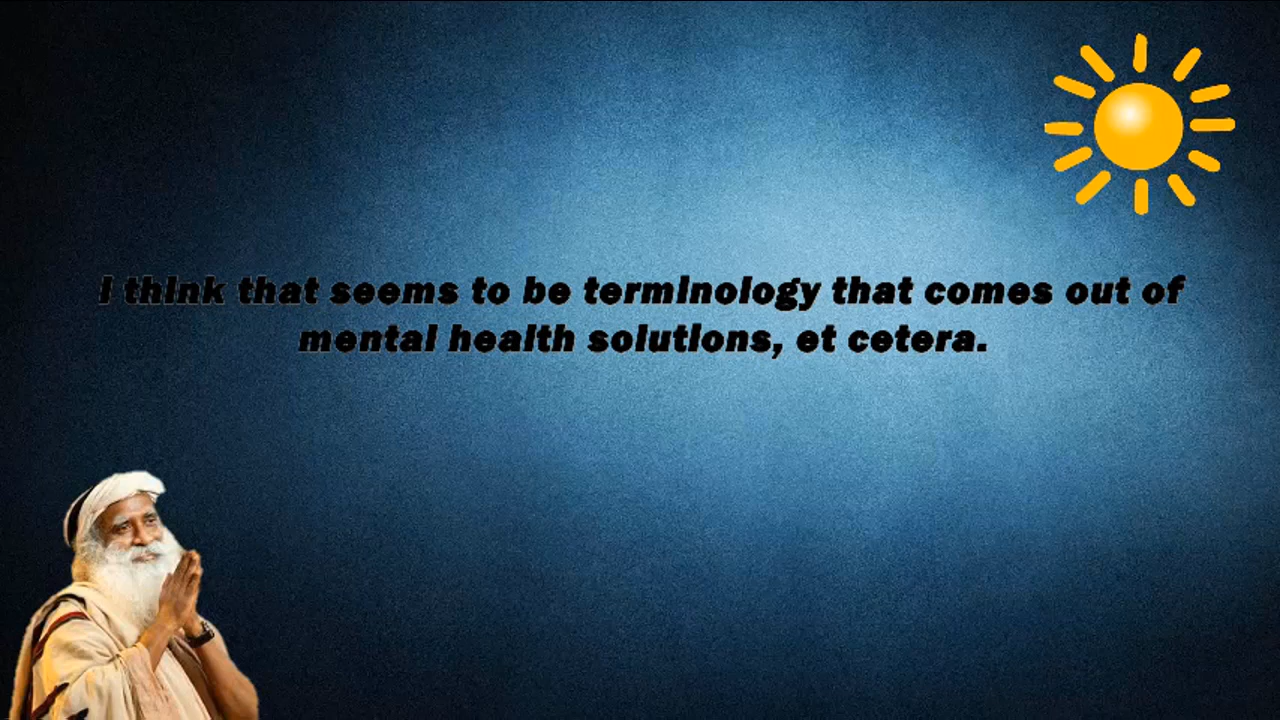 I think that seems to be terminology that comes out of
mental health solutions, et cetera.